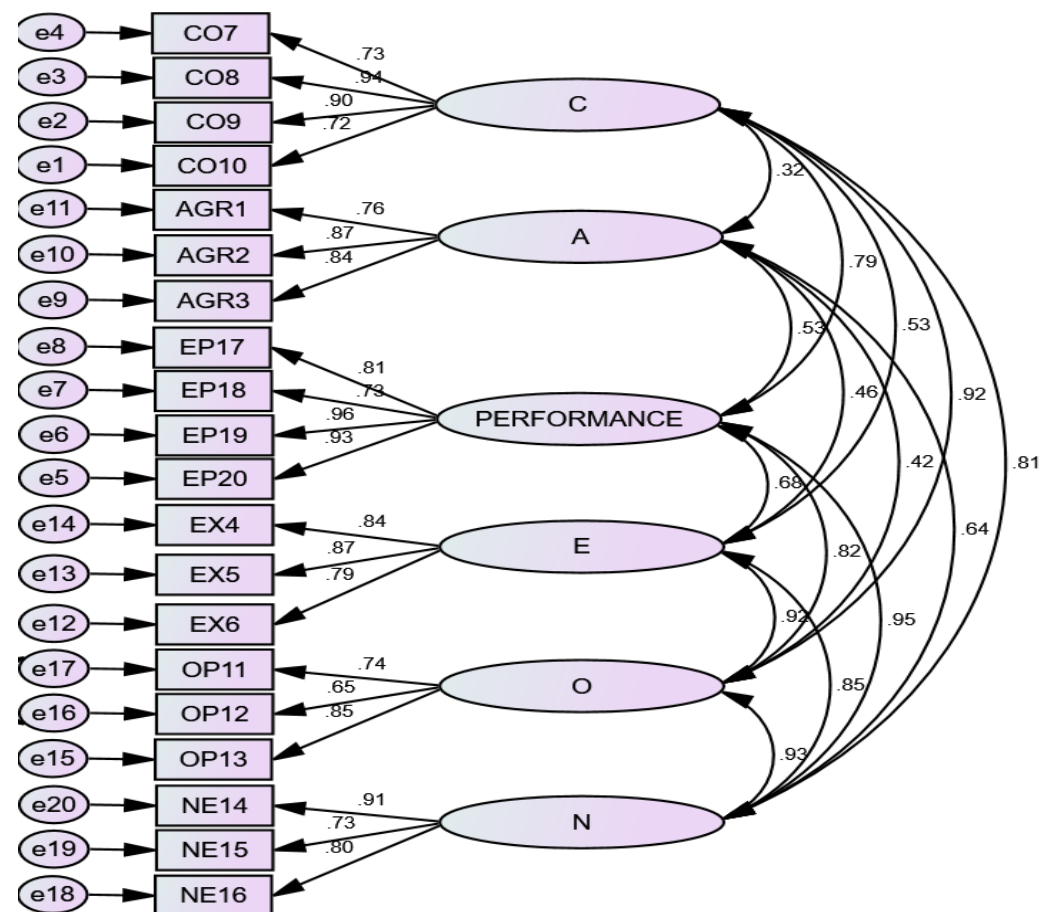 e4 CO7
.73
e3 CO8
.94
C
e2 CO9
.90
.72
e1 CO10
.32
e11 AGR1
.76
A
e10 AGR2
.87
.84
.79
e9 AGR3
.53
.53
e8 EP17
.81
e7 EP18
.73
.46
.92
.96
PERFORMANCE
e6 EP19
.93
.42
.81
e5 EP20
.68
e14 EX4
.84
.64
E
.82
e13 EX5
.87
.79
e12 EX6
.92
.95
e17 OP11
.74
O
.85
e16 OP12
.65
.85
e15 OP13
.93
e20 NE14
.91
N
e19 NE15
.73
.80
e18 NE16